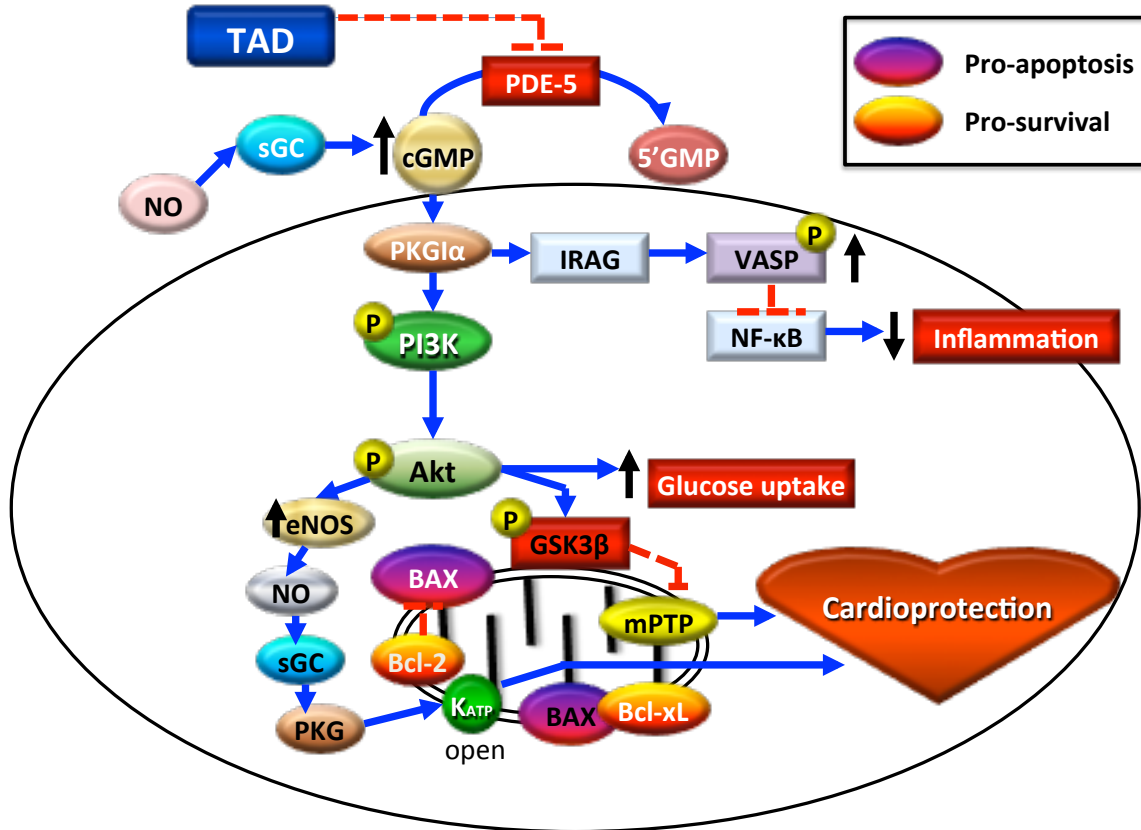 TAD
PDE-5
Pro-apoptosis
Pro-survival
sGC
cGMP
5'GMP
NO
PKGIα
IRAG
VASP
P
P
PI3K
NF-κB
Inflammation
P
Akt
Glucose uptake
eNOS
P
GSK3β
BAX
NO
mPTP
Cardioprotection
sGC
Bcl-2
KATP
BAX
Bcl-xL
PKG
open